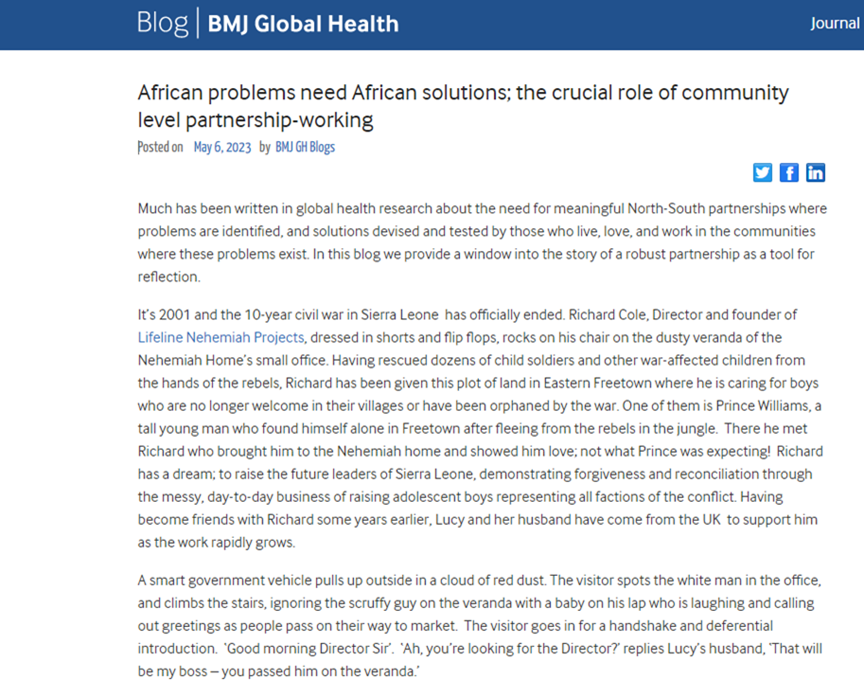 Blog | BMJ Global Health
Journal
African problems need African solutions; the crucial role of community
level partnership-working
Posted on May 6, 2023 by BMJ GH Blogs
Much has been written in global health research about the need for meaningful North-South partnerships where
problems are identified, and solutions devised and tested by those who live, love, and work in the communities
where these problems exist. In this blog we provide a window into the story of a robust partnership as a tool for
reflection.
It's 2001 and the 10-year civil war in Sierra Leone has officially ended. Richard Cole, Director and founder of
Lifeline Nehemiah Projects, dressed in shorts and flip flops, rocks on his chair on the dusty veranda of the
Nehemiah Home's small office. Having rescued dozens of child soldiers and other war-affected children from
the hands of the rebels, Richard has been given this plot of land in Eastern Freetown where he is caring for boys
who are no longer welcome in their villages or have been orphaned by the war. One of them is Prince Williams, a
tall young man who found himself alone in Freetown after fleeing from the rebels in the jungle. There he met
Richard who brought him to the Nehemiah home and showed him love; not what Prince was expecting! Richard
has a dream; to raise the future leaders of Sierra Leone, demonstrating forgiveness and reconciliation through
the messy, day-to-day business of raising adolescent boys representing all factions of the conflict. Having
become friends with Richard some years earlier, Lucy and her husband have come from the UK to support him
as the work rapidly grows.
A smart government vehicle pulls up outside in a cloud of red dust. The visitor spots the white man in the office,
and climbs the stairs, ignoring the scruffy guy on the veranda with a baby on his lap who is laughing and calling
out greetings as people pass on their way to market. The visitor goes in for a handshake and deferential
introduction. 'Good morning Director Sir'. 'Ah, you're looking for the Director?' replies Lucy's husband, 'That will
be my boss – you passed him on the veranda.'